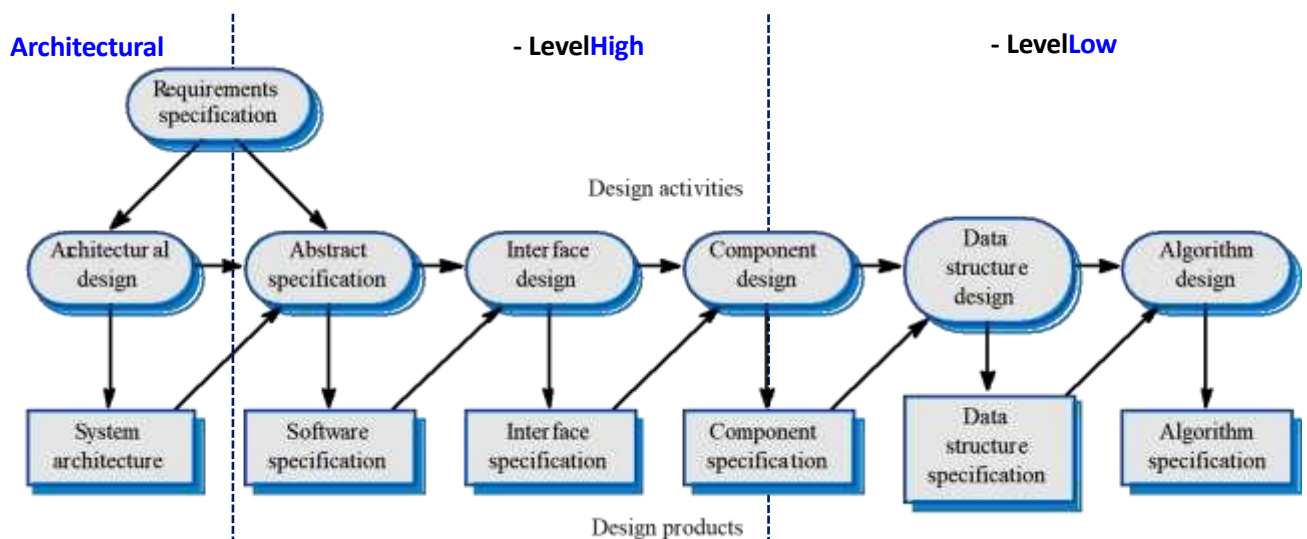 Architectural
- LevelHigh
- LevelLow
Requirements
specification
Design activities
Architectural
design
Abstract
specification
Interface
design
Component
design
Data
structure
design
Algorithm
design
System
architecture
Software
specification
Interface
specification
Component
specification
Data
structure
specification
Algorithm
specification
Design products